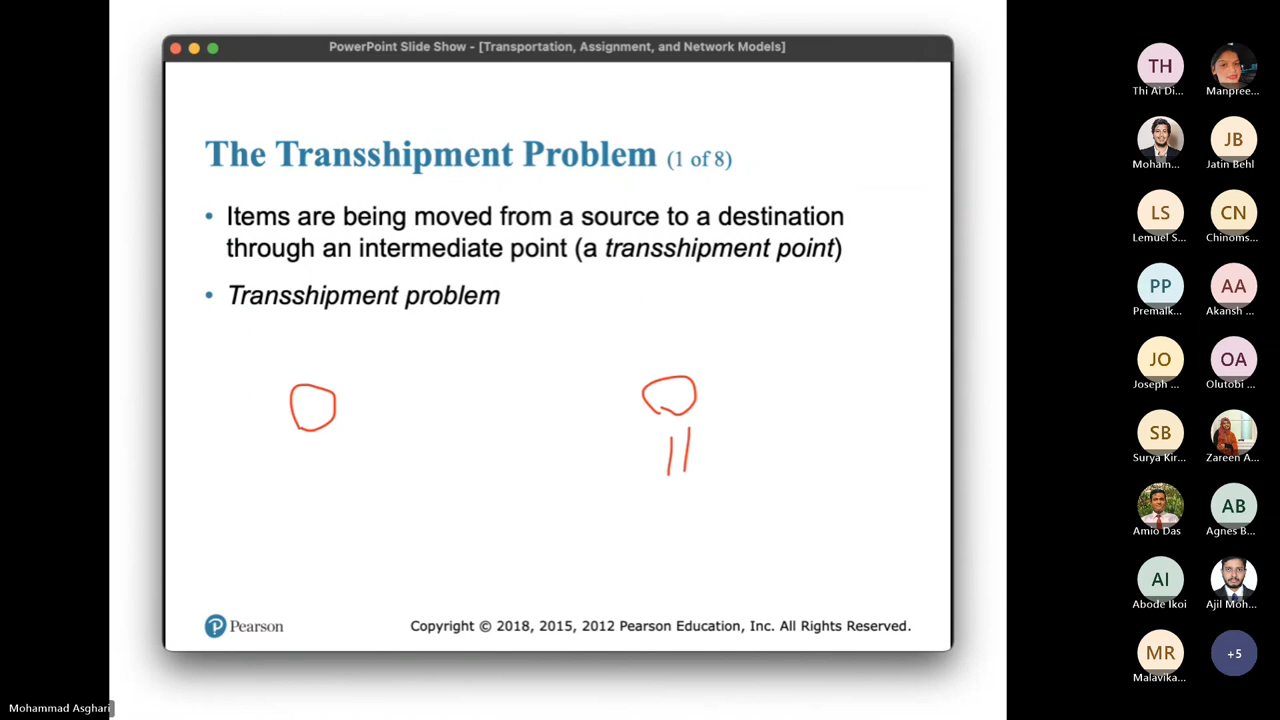 PowerPoint Slide Show - [Transportation, Assignment, and Network Models]
The Transshipment Problem (1 of 8)
• Items are being moved from a source to a destination
through an intermediate point (a transshipment point)
• Transshipment problem
Pearson
Copyright © 2018, 2015, 2012 Pearson Education, Inc. All Rights Reserved.
TH
Thi AI Di...
Manpree...
Moham...
JB
Jatin Behl
LS
Lemuel S...
CN
Chinoms...
PP
Premalk...
AA
Akansh ...
JO
Joseph ...
OA
Olutobi ...
SB
Surya Kir...
Zareen A...
Amio Das
AB
Agnes B...
AI
Abode Ikoi
Ajil Moh...
MR
Malavika...
+5
Mohammad Asghari